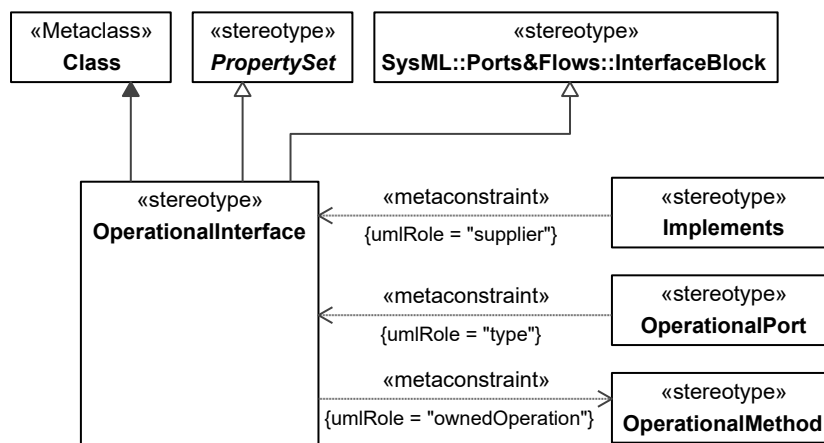 «Metaclass»
Class
«stereotype»
PropertySet
«stereotype»
SysML::Ports&Flows::InterfaceBlock
«stereotype»
OperationalInterface
«metaconstraint»
{umlRole = "supplier"}
«stereotype»
Implements
«metaconstraint»
{umlRole = "type"}
«stereotype»
OperationalPort
«metaconstraint»
{umlRole = "ownedOperation"}
«stereotype»
OperationalMethod